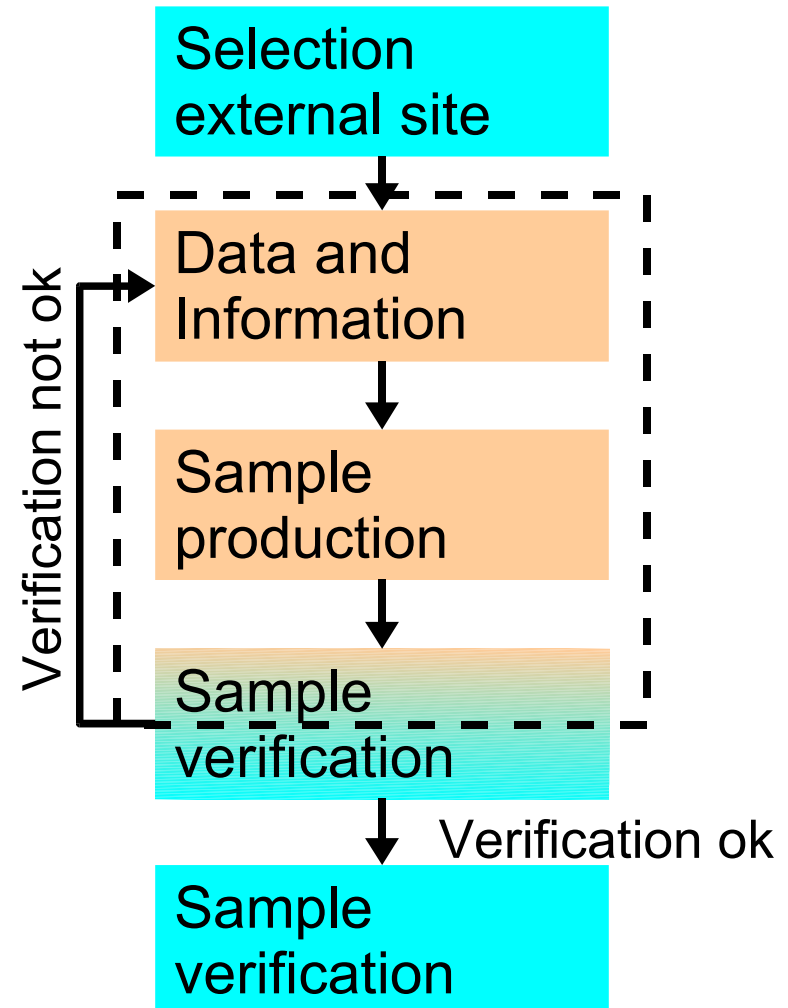 Selection
external site
Data and
Information
Verification not ok
Sample
production
Sample
verification
Verification ok
Sample
verification